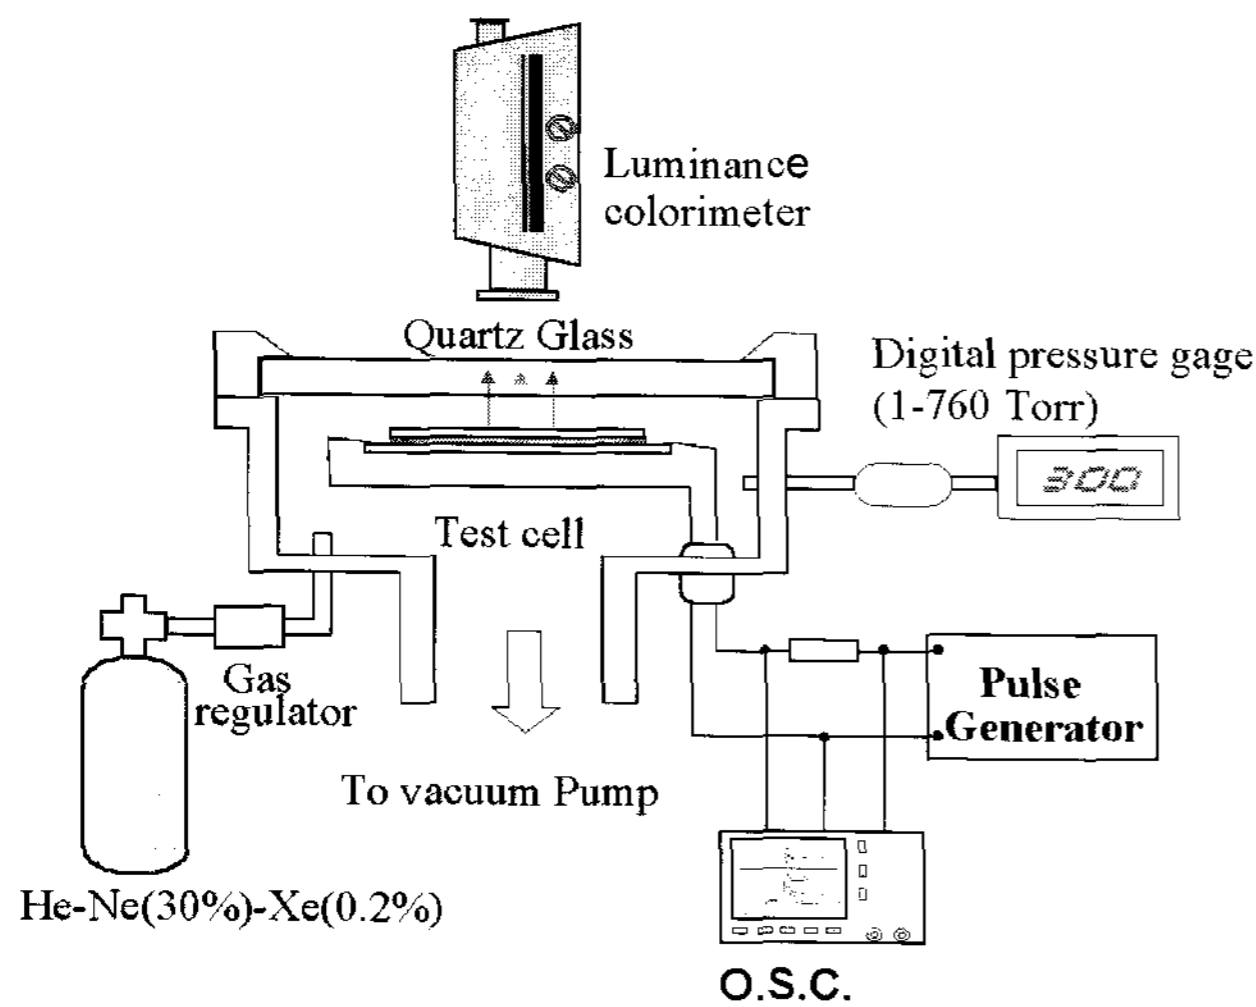 Luminance
colorimeter
Quartz Glass
Digital pressure gage
(1-760 Torr)
300
Test cell
Gas
regulator
Pulse
Generator
To vacuum Pump
He-Ne(30%)-Xe(0.2%)
O.S.C.